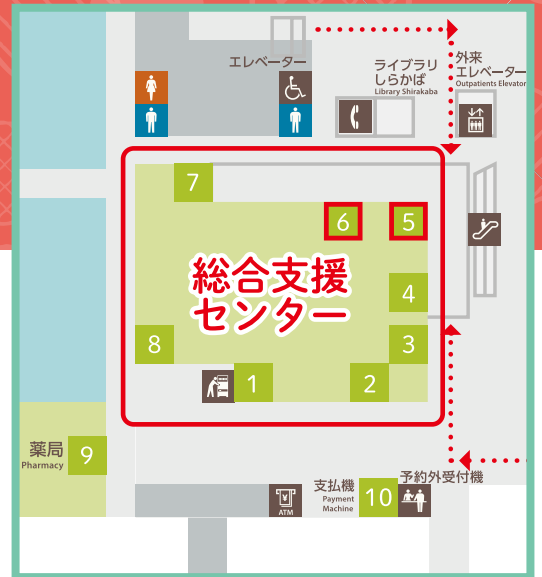 エレベーター
ライブラリ
しらかば
Library Shirakaba
外来
エレベーター
Outpatients Elevator
7
6
5
総合支援
センター
4
3
8
1
2
薬局
Pharmacy
9
支払機
Payment
Machine
10
予約外受付機
ATM